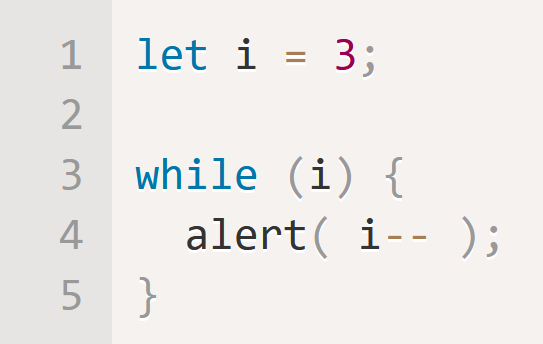 1 let i = 3;
2
3 while (i) {
4   alert( i-- );
5 }